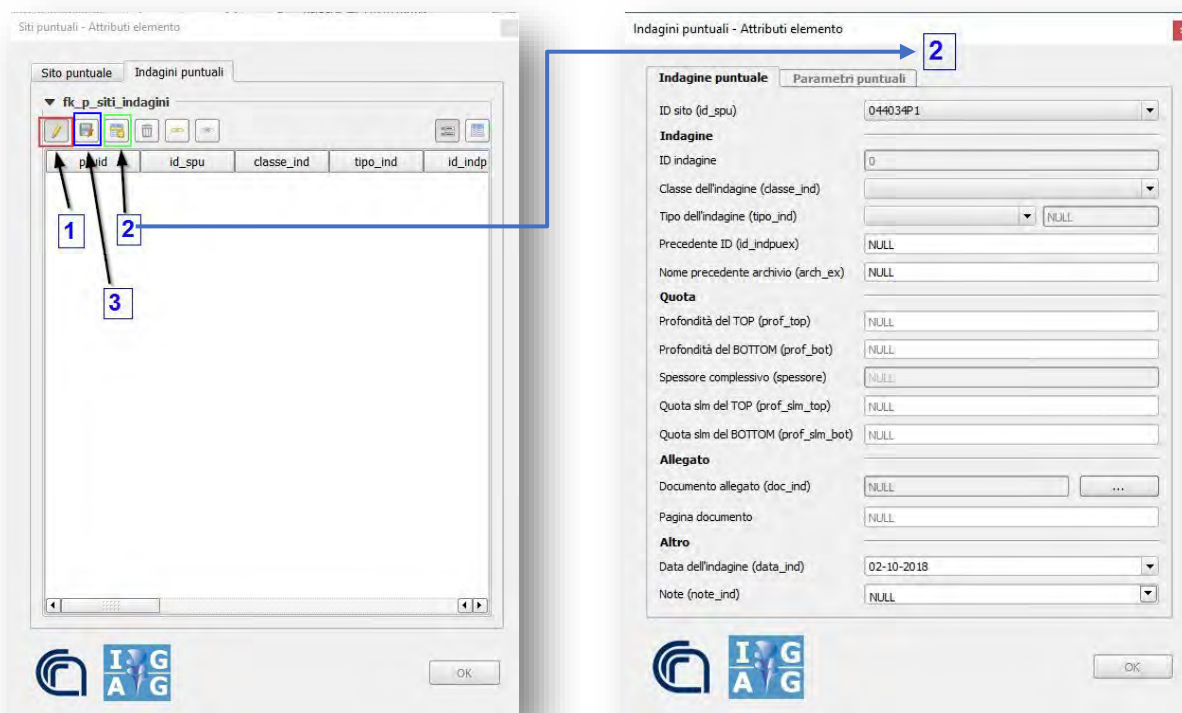 Siti puntuali - Attributi elemento
Sito puntuale Indagini puntuali
fk_p_siti_indagini
id_spu classe_ind tipo_ind id_indp
1
2
3
OK
I G
A G
Indagini puntuali - Attributi elemento
2
Indagine puntuale Parametri puntuali
ID sito (id_spu) 044034P1
Indagine
ID indagine 0
Classe dell'indagine (classe_ind)
Tipo dell'indagine (tipo_ind) NULL
Precedente ID (id_indpuex) NULL
Nome precedente archivio (arch_ex) NULL
Quota
Profondità del TOP (prof_top) NULL
Profondità del BOTTOM (prof_bot) NULL
Spessore complessivo (spessore) NULL
Quota slm del TOP (prof_slm_top) NULL
Quota slm del BOTTOM (prof_slm_bot) NULL
Allegato
Documento allegato (doc_ind) NULL ...
Pagina documento NULL
Altro
Data dell'indagine (data_ind) 02-10-2018
Note (note_ind) NULL
I G
A G
OK